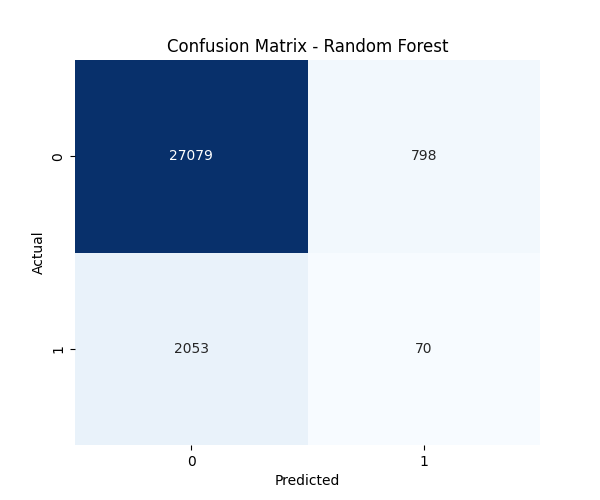 Confusion Matrix - Random Forest
Actual
0
27079
798
1
2053
70
0
1
Predicted